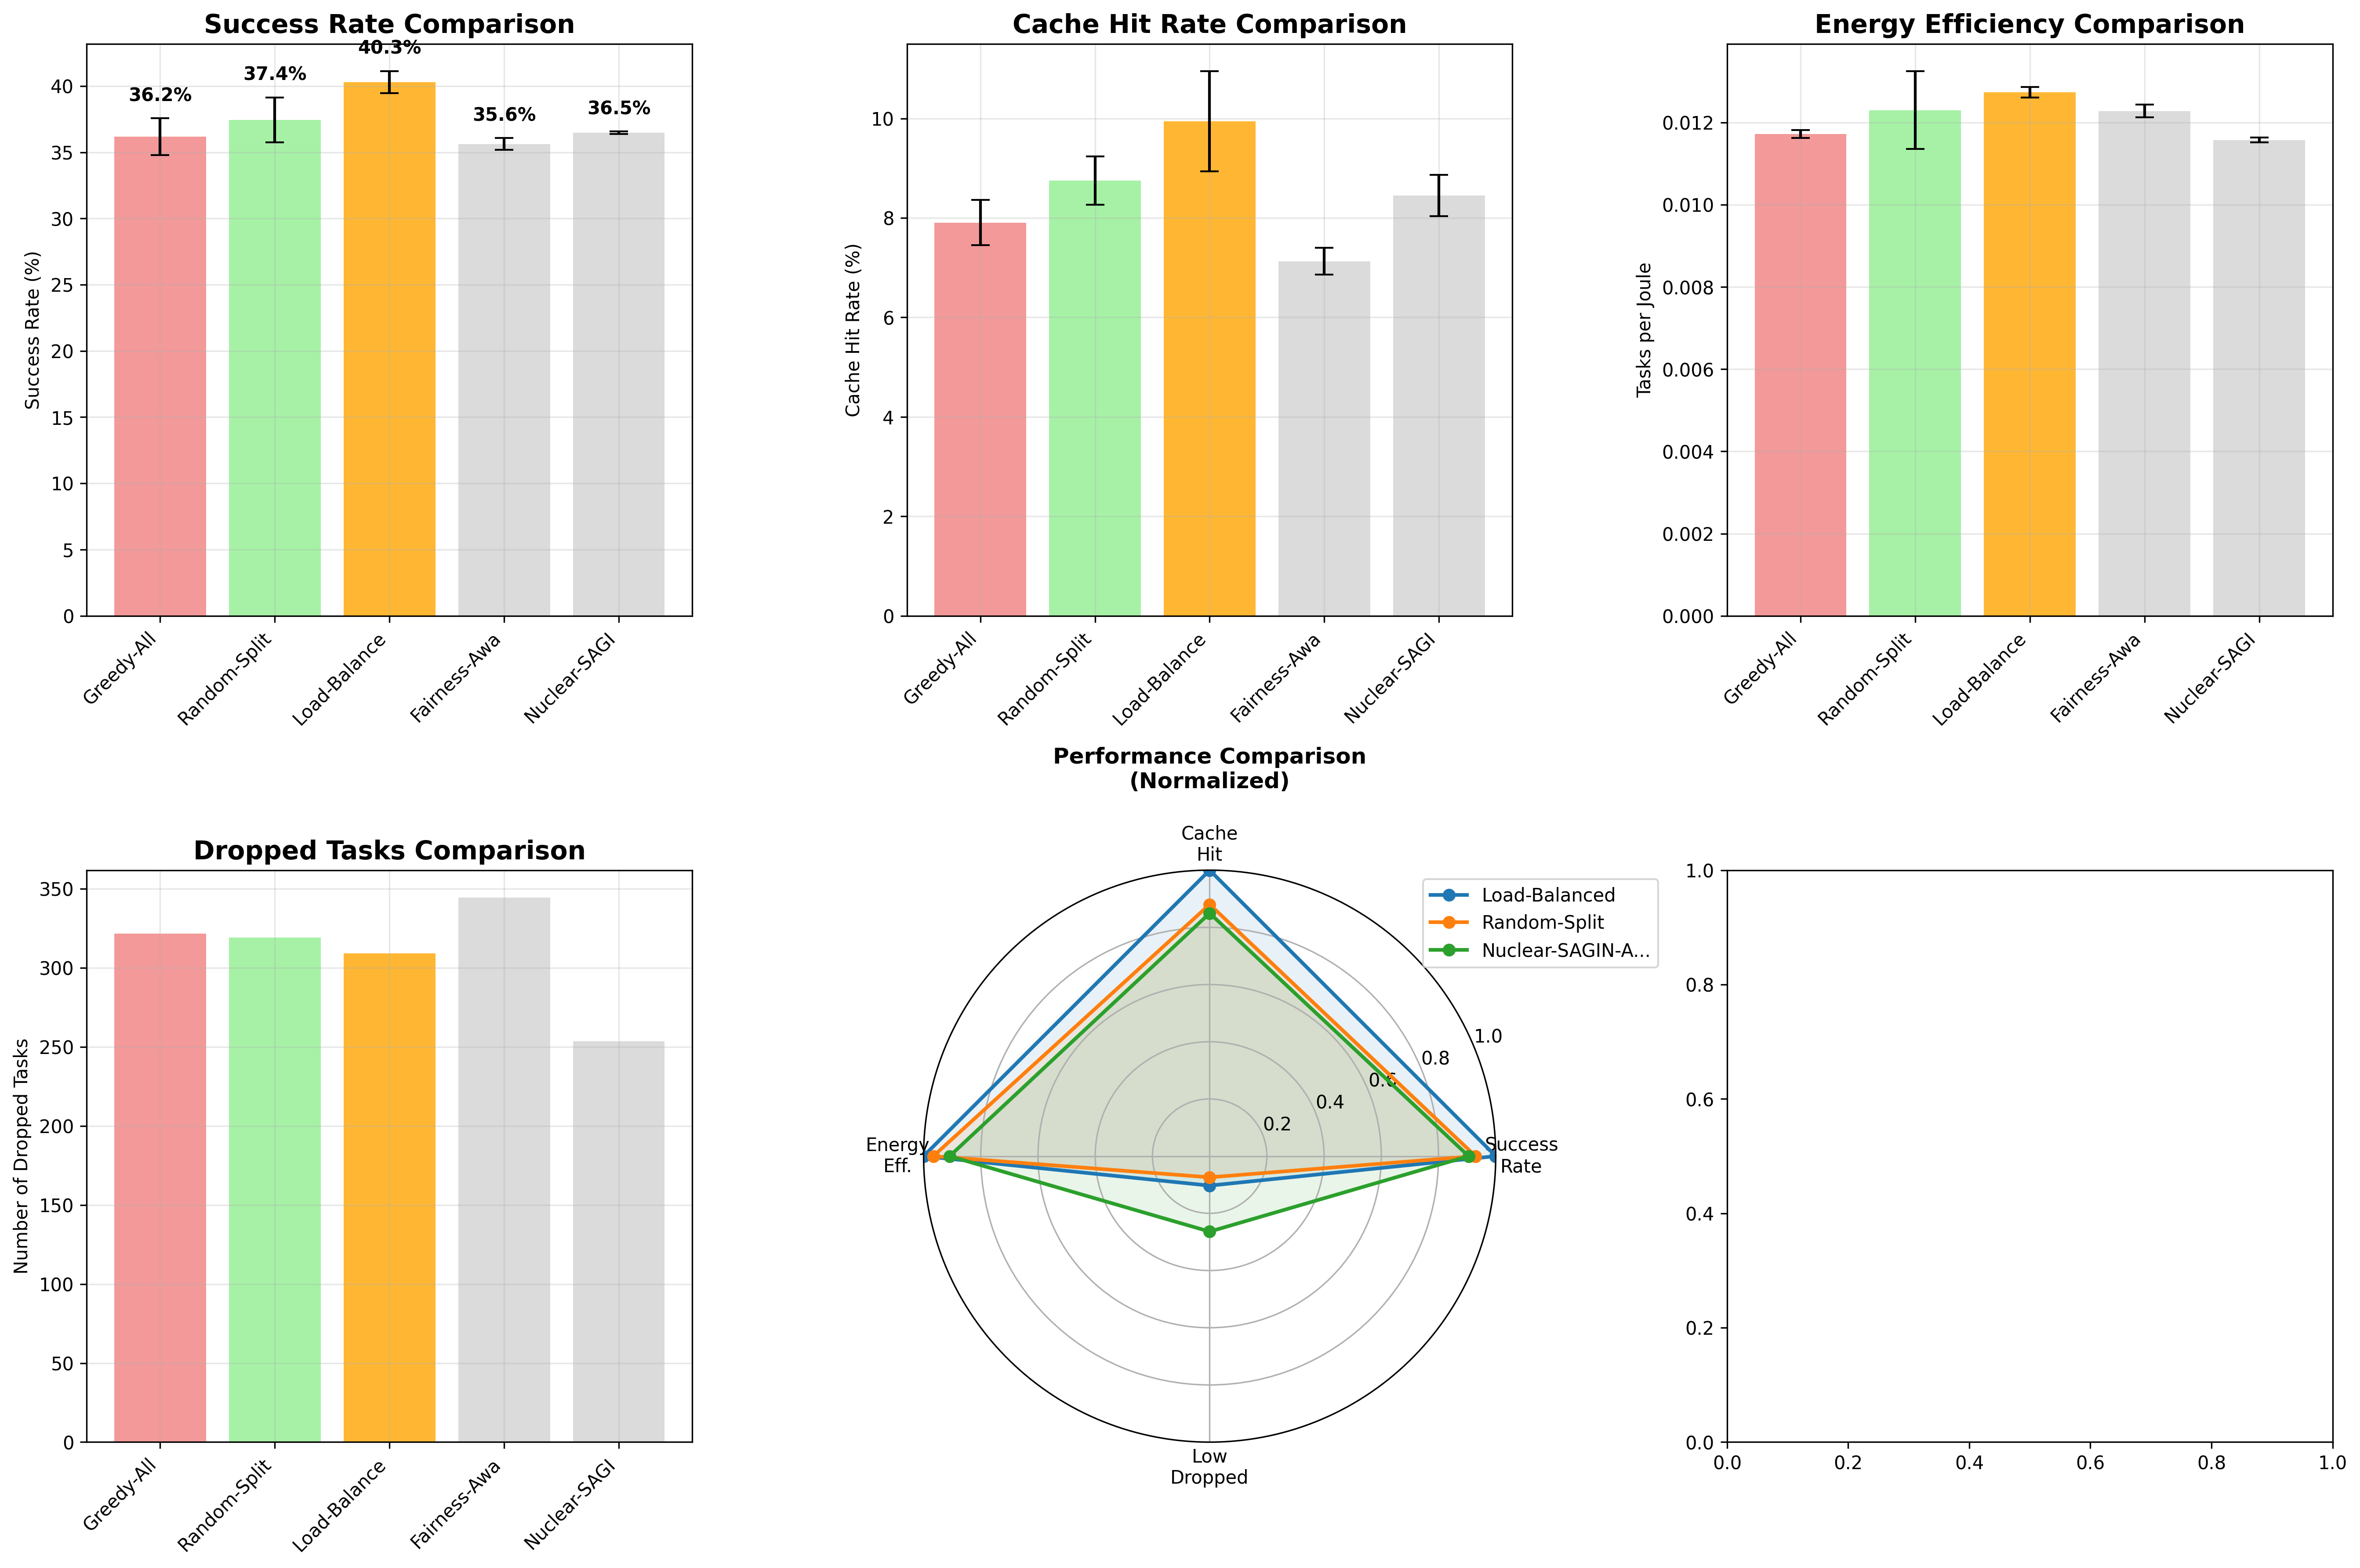 Success Rate Comparison
Success Rate (%)
40
35
30
25
20
15
10
5
0
36.2%
37.4%
40.3%
35.6%
36.5%
Greedy-All
Random-Split
Load-Balance
Fairness-Awa
Nuclear-SAGI
Cache Hit Rate Comparison
Cache Hit Rate (%)
10
8
6
4
2
0
Greedy-All
Random-Split
Load-Balance
Fairness-Awa
Nuclear-SAGI
Energy Efficiency Comparison
Tasks per Joule
0.012
0.010
0.008
0.006
0.004
0.002
0.000
Greedy-All
Random-Split
Load-Balance
Fairness-Awa
Nuclear-SAGI
Dropped Tasks Comparison
Number of Dropped Tasks
350
300
250
200
150
100
50
0
Greedy-All
Random-Split
Load-Balance
Fairness-Awa
Nuclear-SAGI
Performance Comparison
(Normalized)
Cache
Hit
Load-Balanced
Random-Split
Nuclear-SAGIN-A...
1.0
0.8
0.6
0.4
0.2
Energy
Eff.
Success
Rate
Low
Dropped
1.0
0.8
0.6
0.4
0.2
0.0
0.0 0.2 0.4 0.6 0.8 1.0